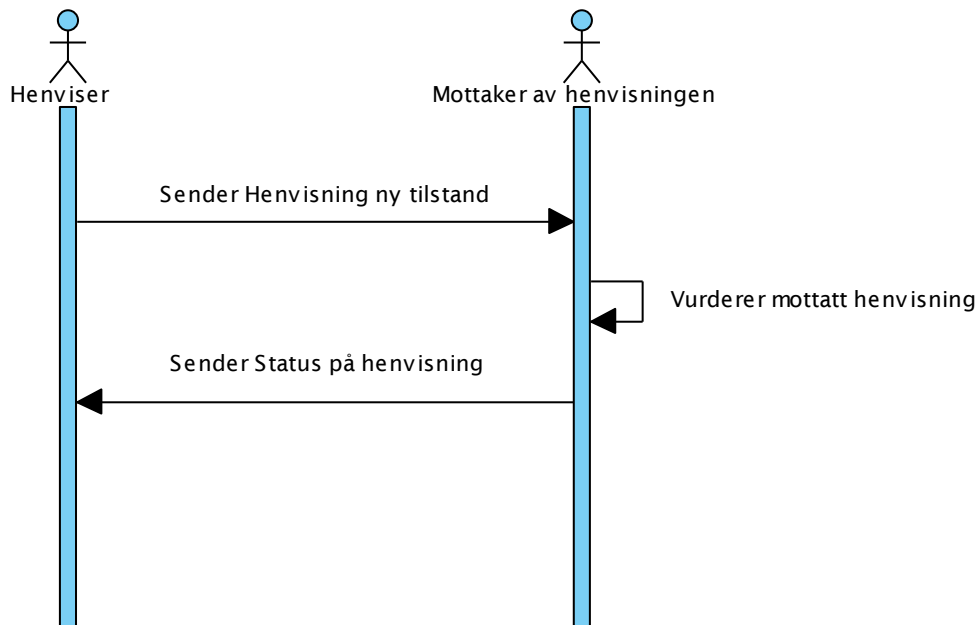 Henviser
Mottaker av henvisningen
Sender Henvisning ny tilstand
Vurderer mottatt henvisning
Sender Status på henvisning